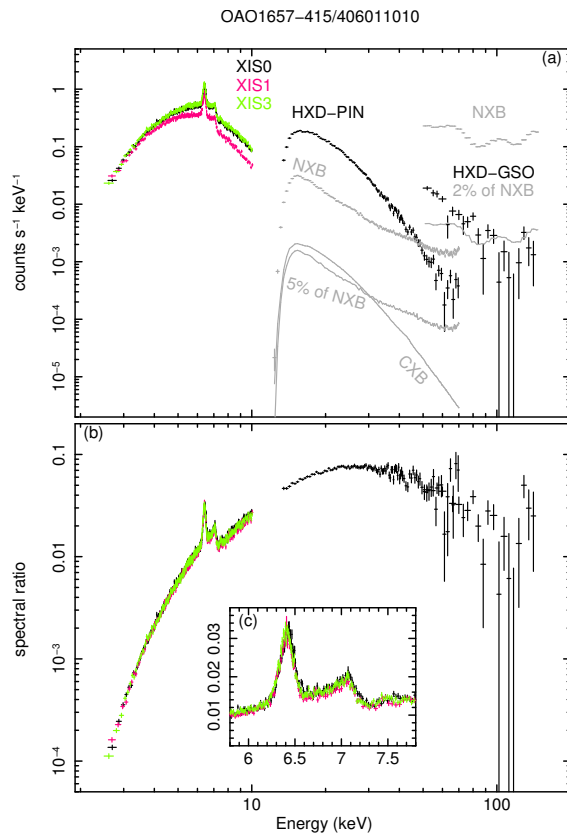 OAO1657−415/406011010
(a)
XIS0
XIS1
XIS3
HXD−PIN
NXB
NXB
HXD−GSO
2% of NXB
5% of NXB
CXB
counts s⁻¹ keV⁻¹
1
0.1
0.01
10⁻³
10⁻⁴
10⁻⁵
(b)
spectral ratio
0.1
0.01
10⁻³
10⁻⁴
(c)
0.03
0.02
0.01
6 6.5 7 7.5
10 100
Energy (keV)